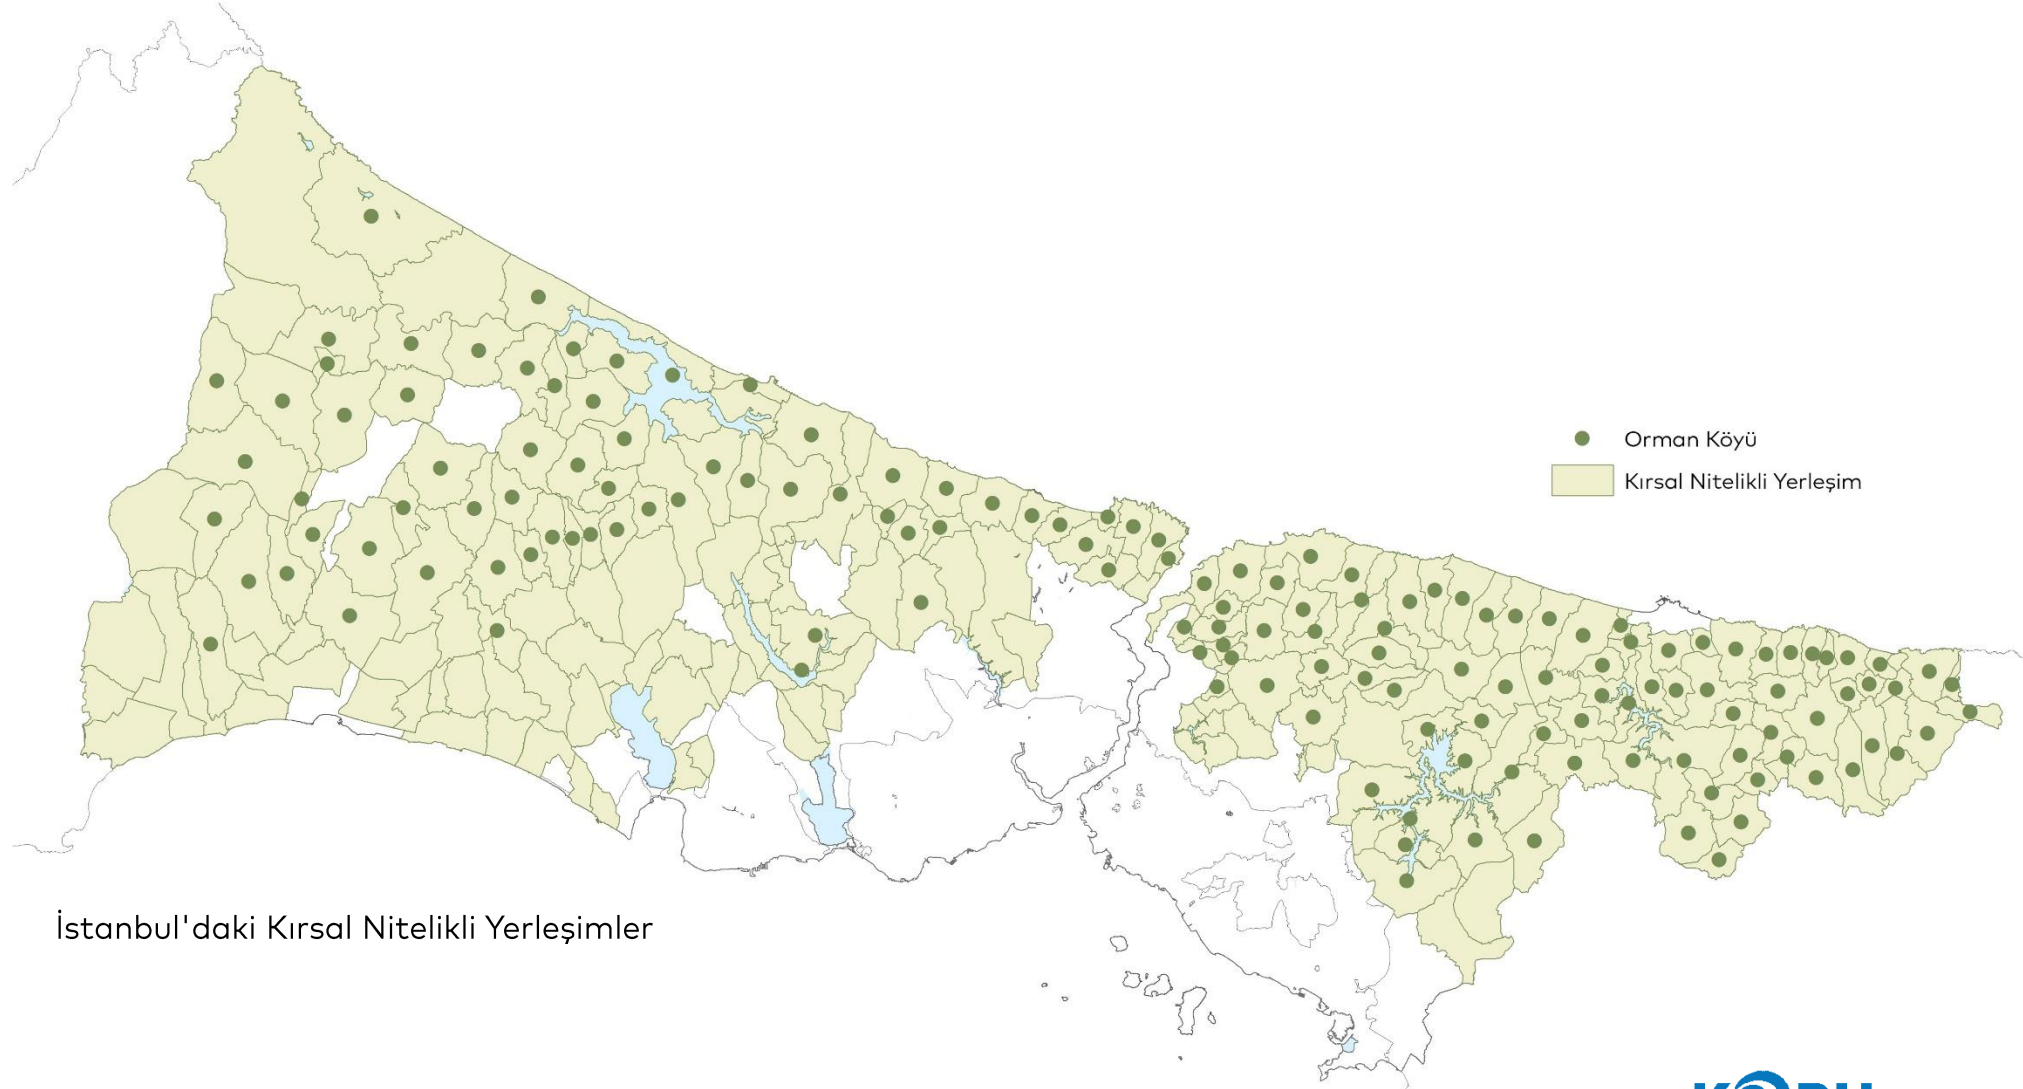 Orman Köyü
Kırsal Nitelikli Yerleşim
İstanbul'daki Kırsal Nitelikli Yerleşimler